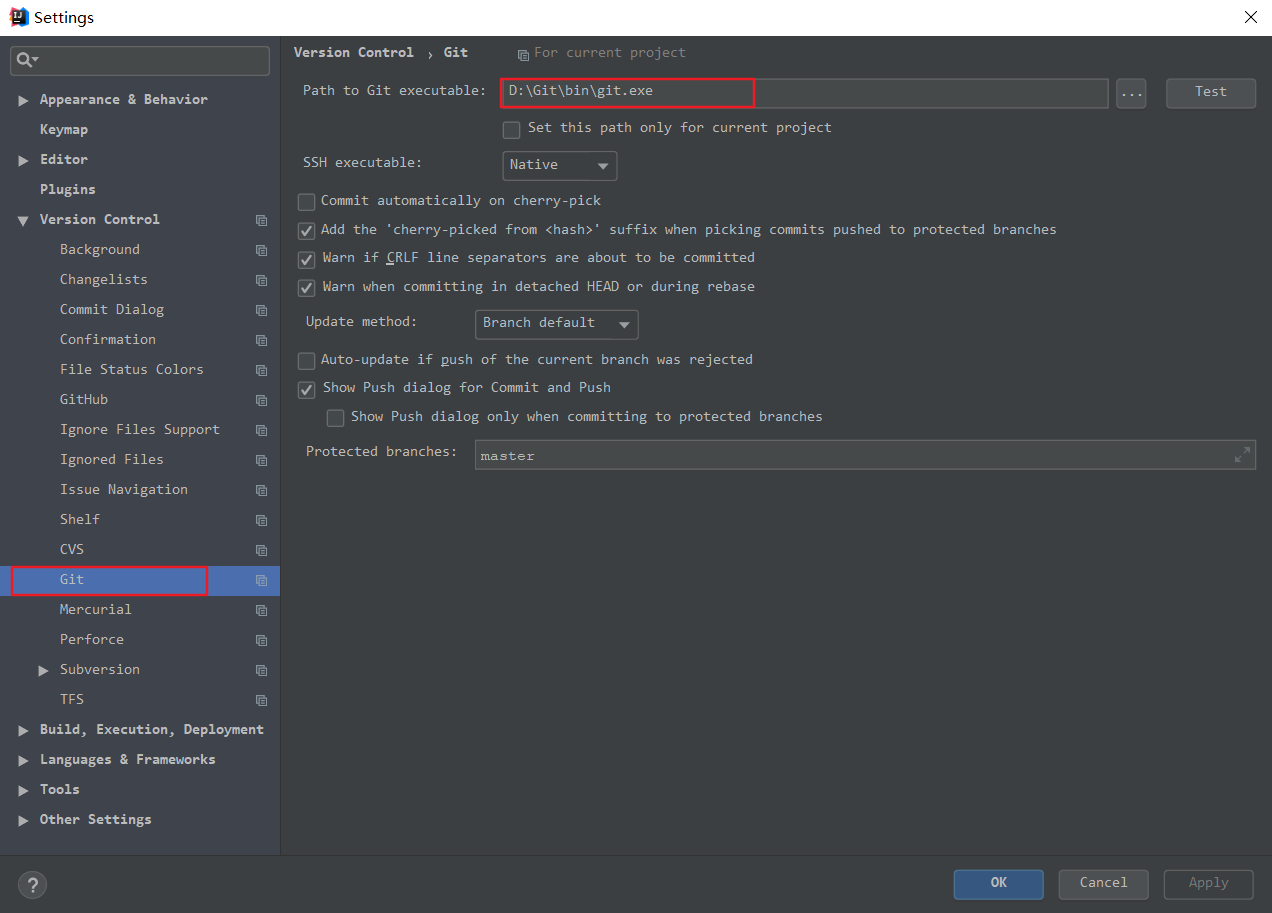 Settings
Appearance & Behavior
Keymap
Editor
Plugins
Version Control
Background
Changelists
Commit Dialog
Confirmation
File Status Colors
GitHub
Ignore Files Support
Ignored Files
Issue Navigation
Shelf
CVS
Git
Mercurial
Perforce
Subversion
TFS
Build, Execution, Deployment
Languages & Frameworks
Tools
Other Settings
Version Control › Git For current project
Path to Git executable: D:\Git\bin\git.exe ... Test
Set this path only for current project
SSH executable: Native
Commit automatically on cherry-pick
Add the 'cherry-picked from <hash>' suffix when picking commits pushed to protected branches
Warn if CRLF line separators are about to be committed
Warn when committing in detached HEAD or during rebase
Update method: Branch default
Auto-update if push of the current branch was rejected
Show Push dialog for Commit and Push
Show Push dialog only when committing to protected branches
Protected branches: master
? OK Cancel Apply